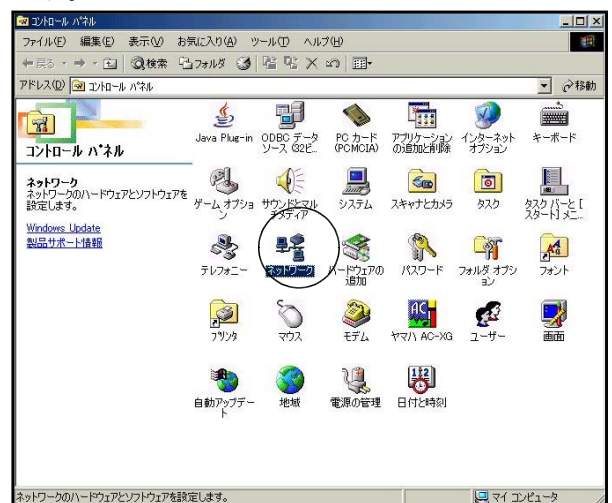 コントロール パネル
ファイル(F) 編集(E) 表示(V) お気に入り(A) ツール(T) ヘルプ(H)
戻る 検索 フォルダ
アドレス(D) コントロール パネル 移動
コントロール パネル
ネットワーク
ネットワークのハードウェアとソフトウェアを
設定します。
Windows Update
製品サポート情報
Java Plug-in
ODBC データ
ソース (32ビ...
PC カード
(PCMCIA)
アプリケーション
の追加と削除
インターネット
オプション
キーボード
ゲーム オプショ
ン
サウンドとマル
チメディア
システム
スキャナとカメラ
タスク
タスク バーと [
スタート] メニ...
テレフォニー
ネットワーク
ハードウェアの
追加
パスワード
フォルダ オプシ
ョン
フォント
プリンタ
マウス
モデム
ヤマハ AC-XG
ユーザー
画面
自動アップデー
ト
地域
電源の管理
日付と時刻
ネットワークのハードウェアとソフトウェアを設定します。
マイ コンピュータ